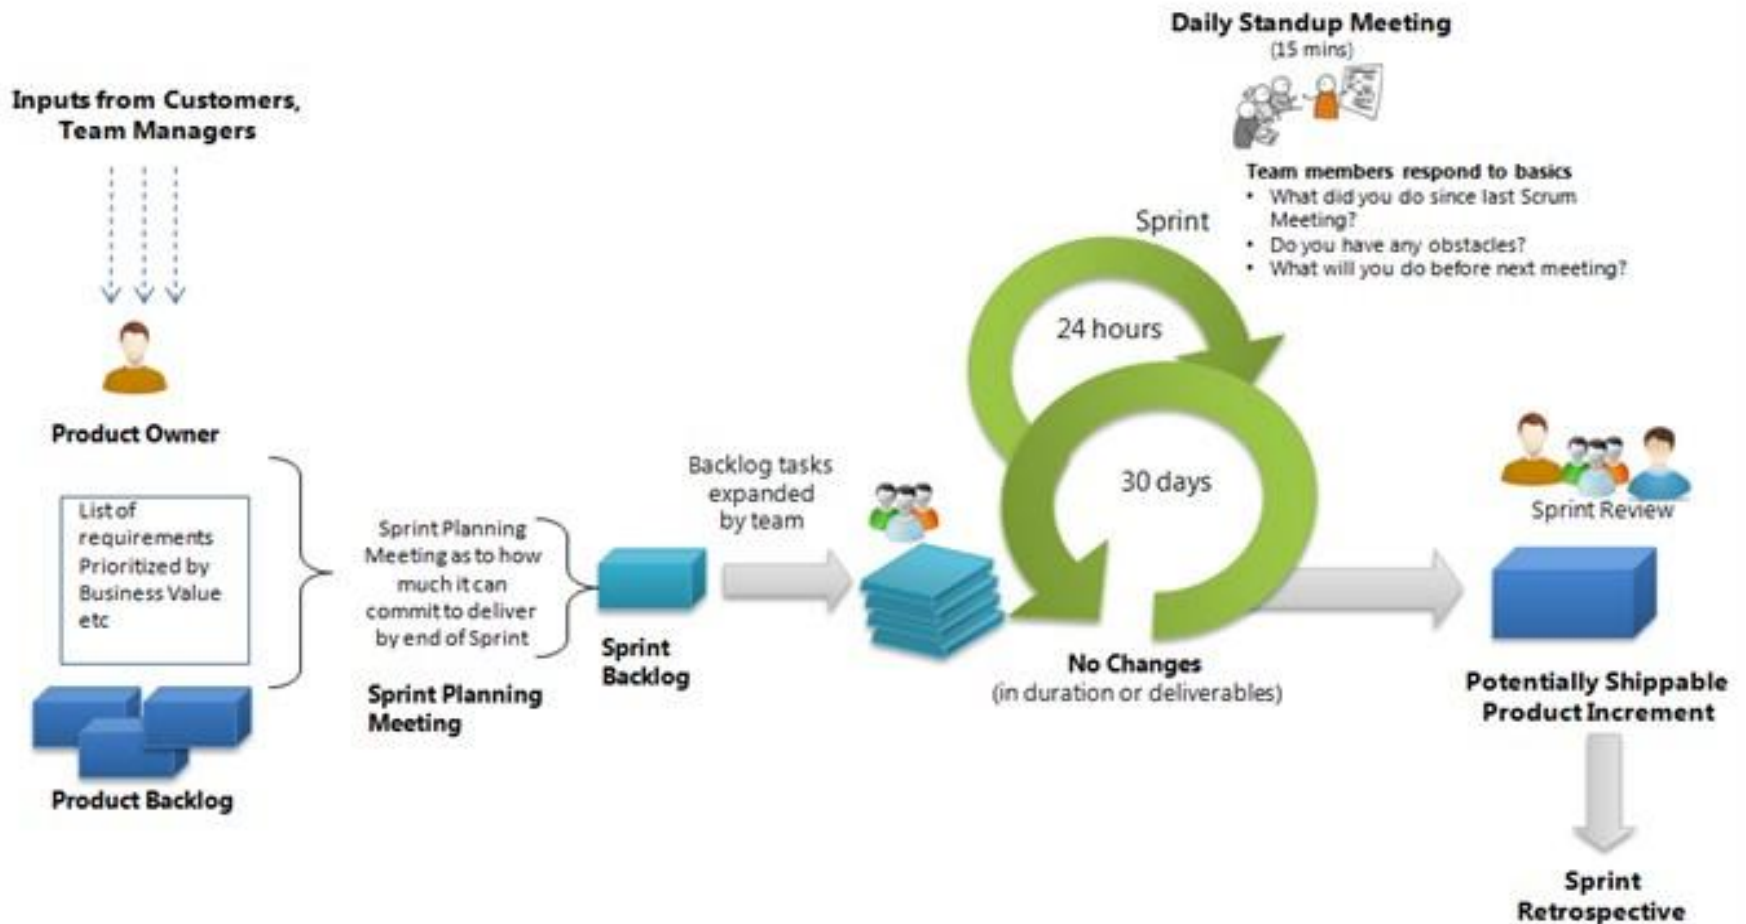 Daily Standup Meeting
(15 mins)
Inputs from Customers,
Team Managers
Team members respond to basics
• What did you do since last Scrum
Meeting?
• Do you have any obstacles?
• What will you do before next meeting?
Sprint
24 hours
30 days
Product Owner
List of
requirements
Prioritized by
Business Value
etc
Product Backlog
Sprint Planning
Meeting as to how
much it can
commit to deliver
by end of Sprint
Sprint Planning
Meeting
Sprint
Backlog
Backlog tasks
expanded
by team
No Changes
(in duration or deliverables)
Sprint Review
Potentially Shippable
Product Increment
Sprint
Retrospective